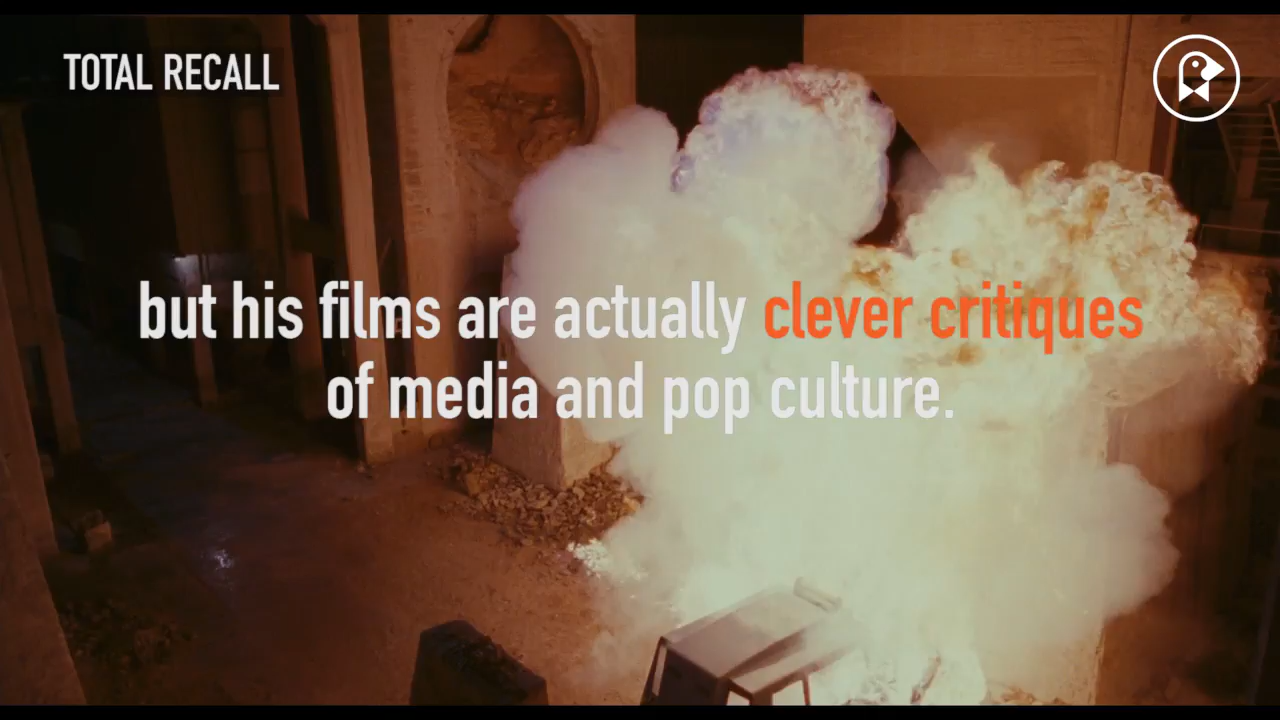 TOTAL RECALL
but his films are actually clever critiques
of media and pop culture.